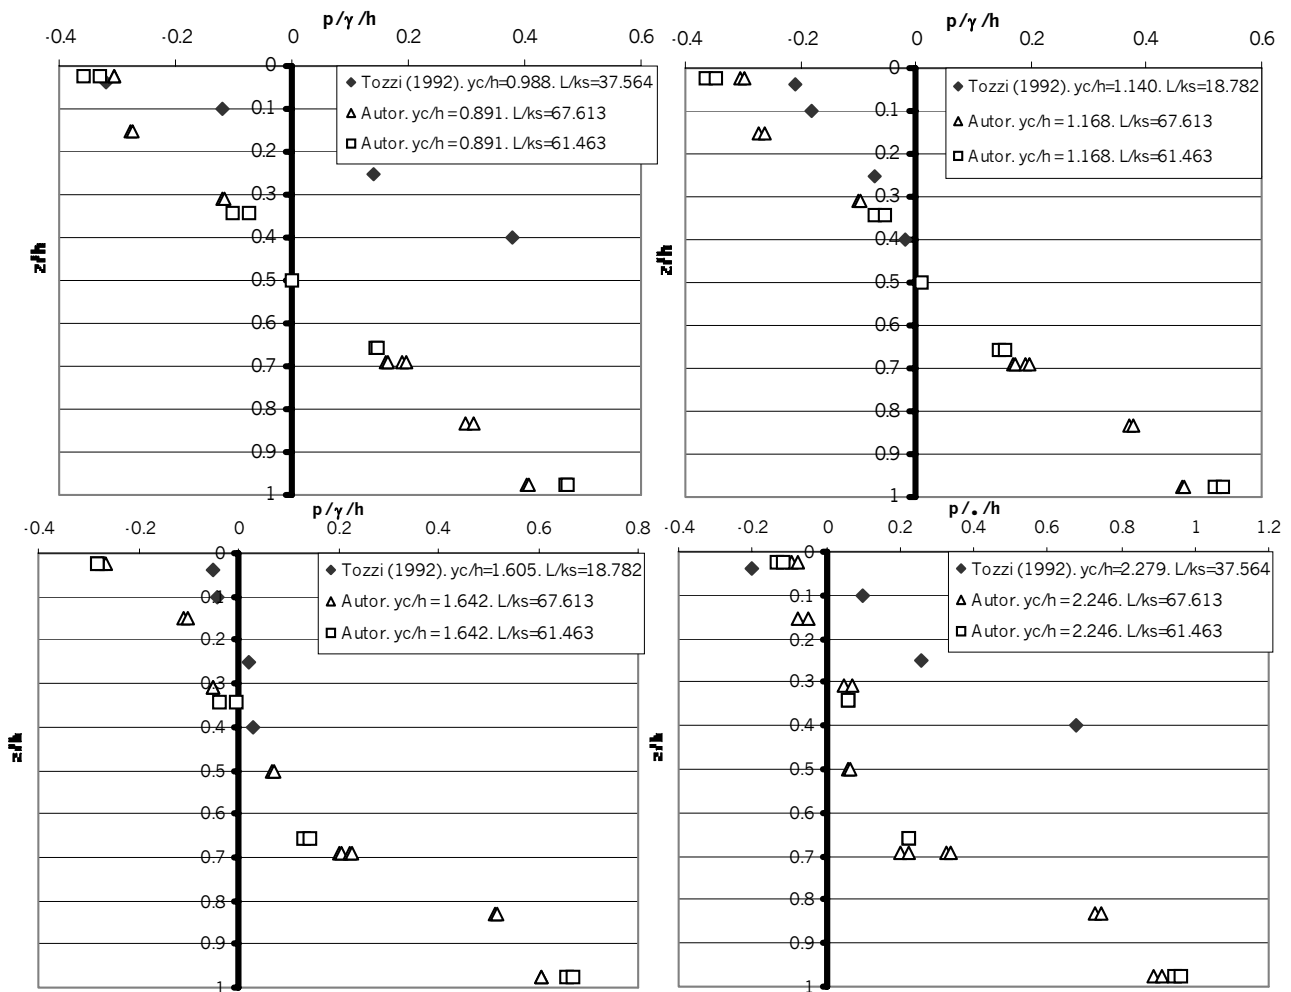 p/γ/h
-0.4 -0.2 0 0.2 0.4 0.6
0
0.1
0.2
0.3
0.4
0.5
0.6
0.7
0.8
0.9
1
Tozzi (1992). yc/h=0.988. L/ks=37.564
Autor. yc/h = 0.891. L/ks=67.613
Autor. yc/h = 0.891. L/ks=61.463
p/γ/h
-0.4 -0.2 0 0.2 0.4 0.6
0
0.1
0.2
0.3
0.4
0.5
0.6
0.7
0.8
0.9
1
Tozzi (1992). yc/h=1.140. L/ks=18.782
Autor. yc/h = 1.168. L/ks=67.613
Autor. yc/h = 1.168. L/ks=61.463
p/γ/h
-0.4 -0.2 0 0.2 0.4 0.6 0.8
0
0.1
0.2
0.3
0.4
0.5
0.6
0.7
0.8
0.9
1
Tozzi (1992). yc/h=1.605. L/ks=18.782
Autor. yc/h = 1.642. L/ks=67.613
Autor. yc/h = 1.642. L/ks=61.463
p/./h
-0.4 -0.2 0 0.2 0.4 0.6 0.8 1 1.2
0
0.1
0.2
0.3
0.4
0.5
0.6
0.7
0.8
0.9
1
Tozzi (1992). yc/h=2.279. L/ks=37.564
Autor. yc/h = 2.246. L/ks=67.613
Autor. yc/h = 2.246. L/ks=61.463